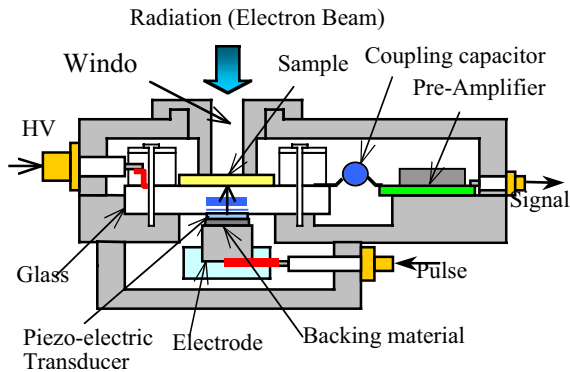 Radiation (Electron Beam)
Windo
Sample
Coupling capacitor
Pre-Amplifier
HV
Signal
Glass
Pulse
Piezo-electric
Transducer
Electrode
Backing material